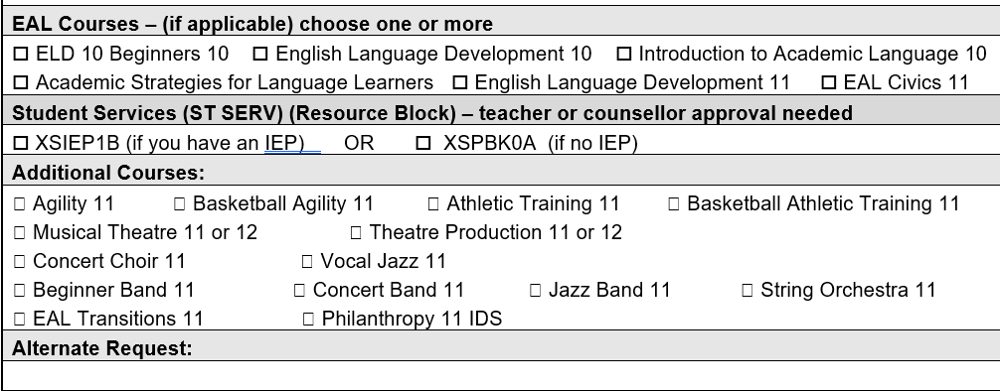 EAL Courses – (if applicable) choose one or more
☐ ELD 10 Beginners 10 ☐ English Language Development 10 ☐ Introduction to Academic Language 10
☐ Academic Strategies for Language Learners ☐ English Language Development 11 ☐ EAL Civics 11
Student Services (ST SERV) (Resource Block) – teacher or counsellor approval needed
☐ XSIEP1B (if you have an IEP) OR ☐ XSPBK0A (if no IEP)
Additional Courses:
☐ Agility 11 ☐ Basketball Agility 11 ☐ Athletic Training 11 ☐ Basketball Athletic Training 11
☐ Musical Theatre 11 or 12 ☐ Theatre Production 11 or 12
☐ Concert Choir 11 ☐ Vocal Jazz 11
☐ Beginner Band 11 ☐ Concert Band 11 ☐ Jazz Band 11 ☐ String Orchestra 11
☐ EAL Transitions 11 ☐ Philanthropy 11 IDS
Alternate Request: